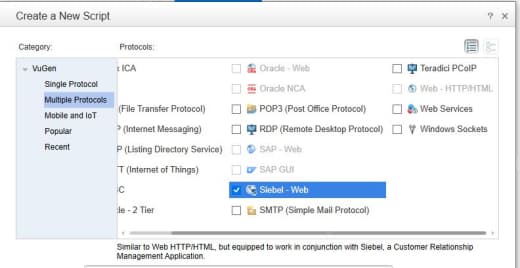 Create a New Script
? ×
Category:
Protocols:
VuGen
Single Protocol
Multiple Protocols
Mobile and IoT
Popular
Recent
ICA
(File Transfer Protocol)
P (Internet Messaging)
P (Listing Directory Service)
TT (Internet of Things)
C
le - 2 Tier
Oracle - Web
Oracle NCA
POP3 (Post Office Protocol)
RDP (Remote Desktop Protocol)
SAP - Web
SAP GUI
Siebel - Web
SMTP (Simple Mail Protocol)
Teradici PCoIP
Web - HTTP/HTML
Web Services
Windows Sockets
Similar to Web HTTP/HTML, but equipped to work in conjunction with Siebel, a Customer Relationship
Management Application.